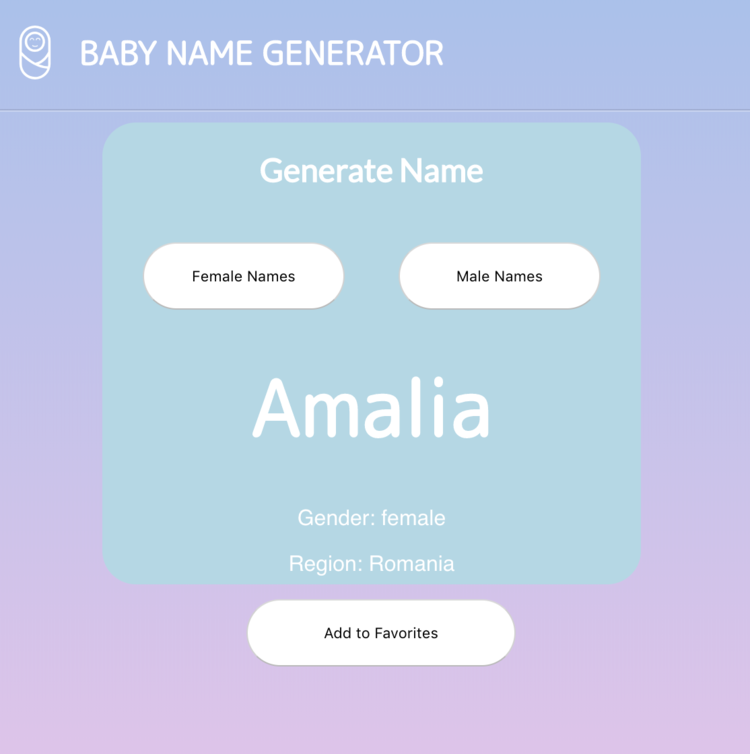 BABY NAME GENERATOR
Generate Name
Female Names
Male Names
Amalia
Gender: female
Region: Romania
Add to Favorites